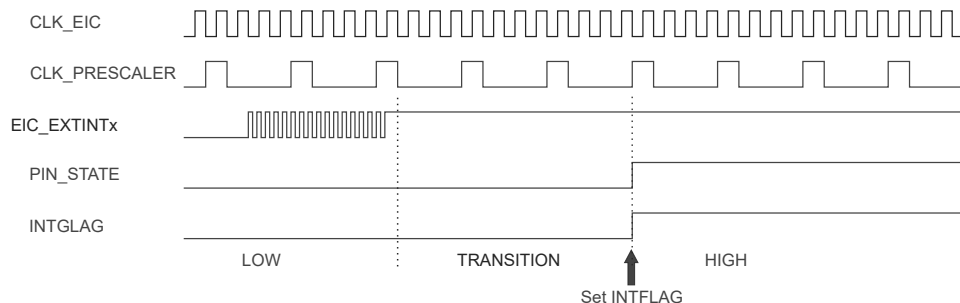 CLK_EIC
CLK_PRESCALER
EIC_EXTINTx
PIN_STATE
INTGLAG
LOW TRANSITION HIGH
Set INTFLAG